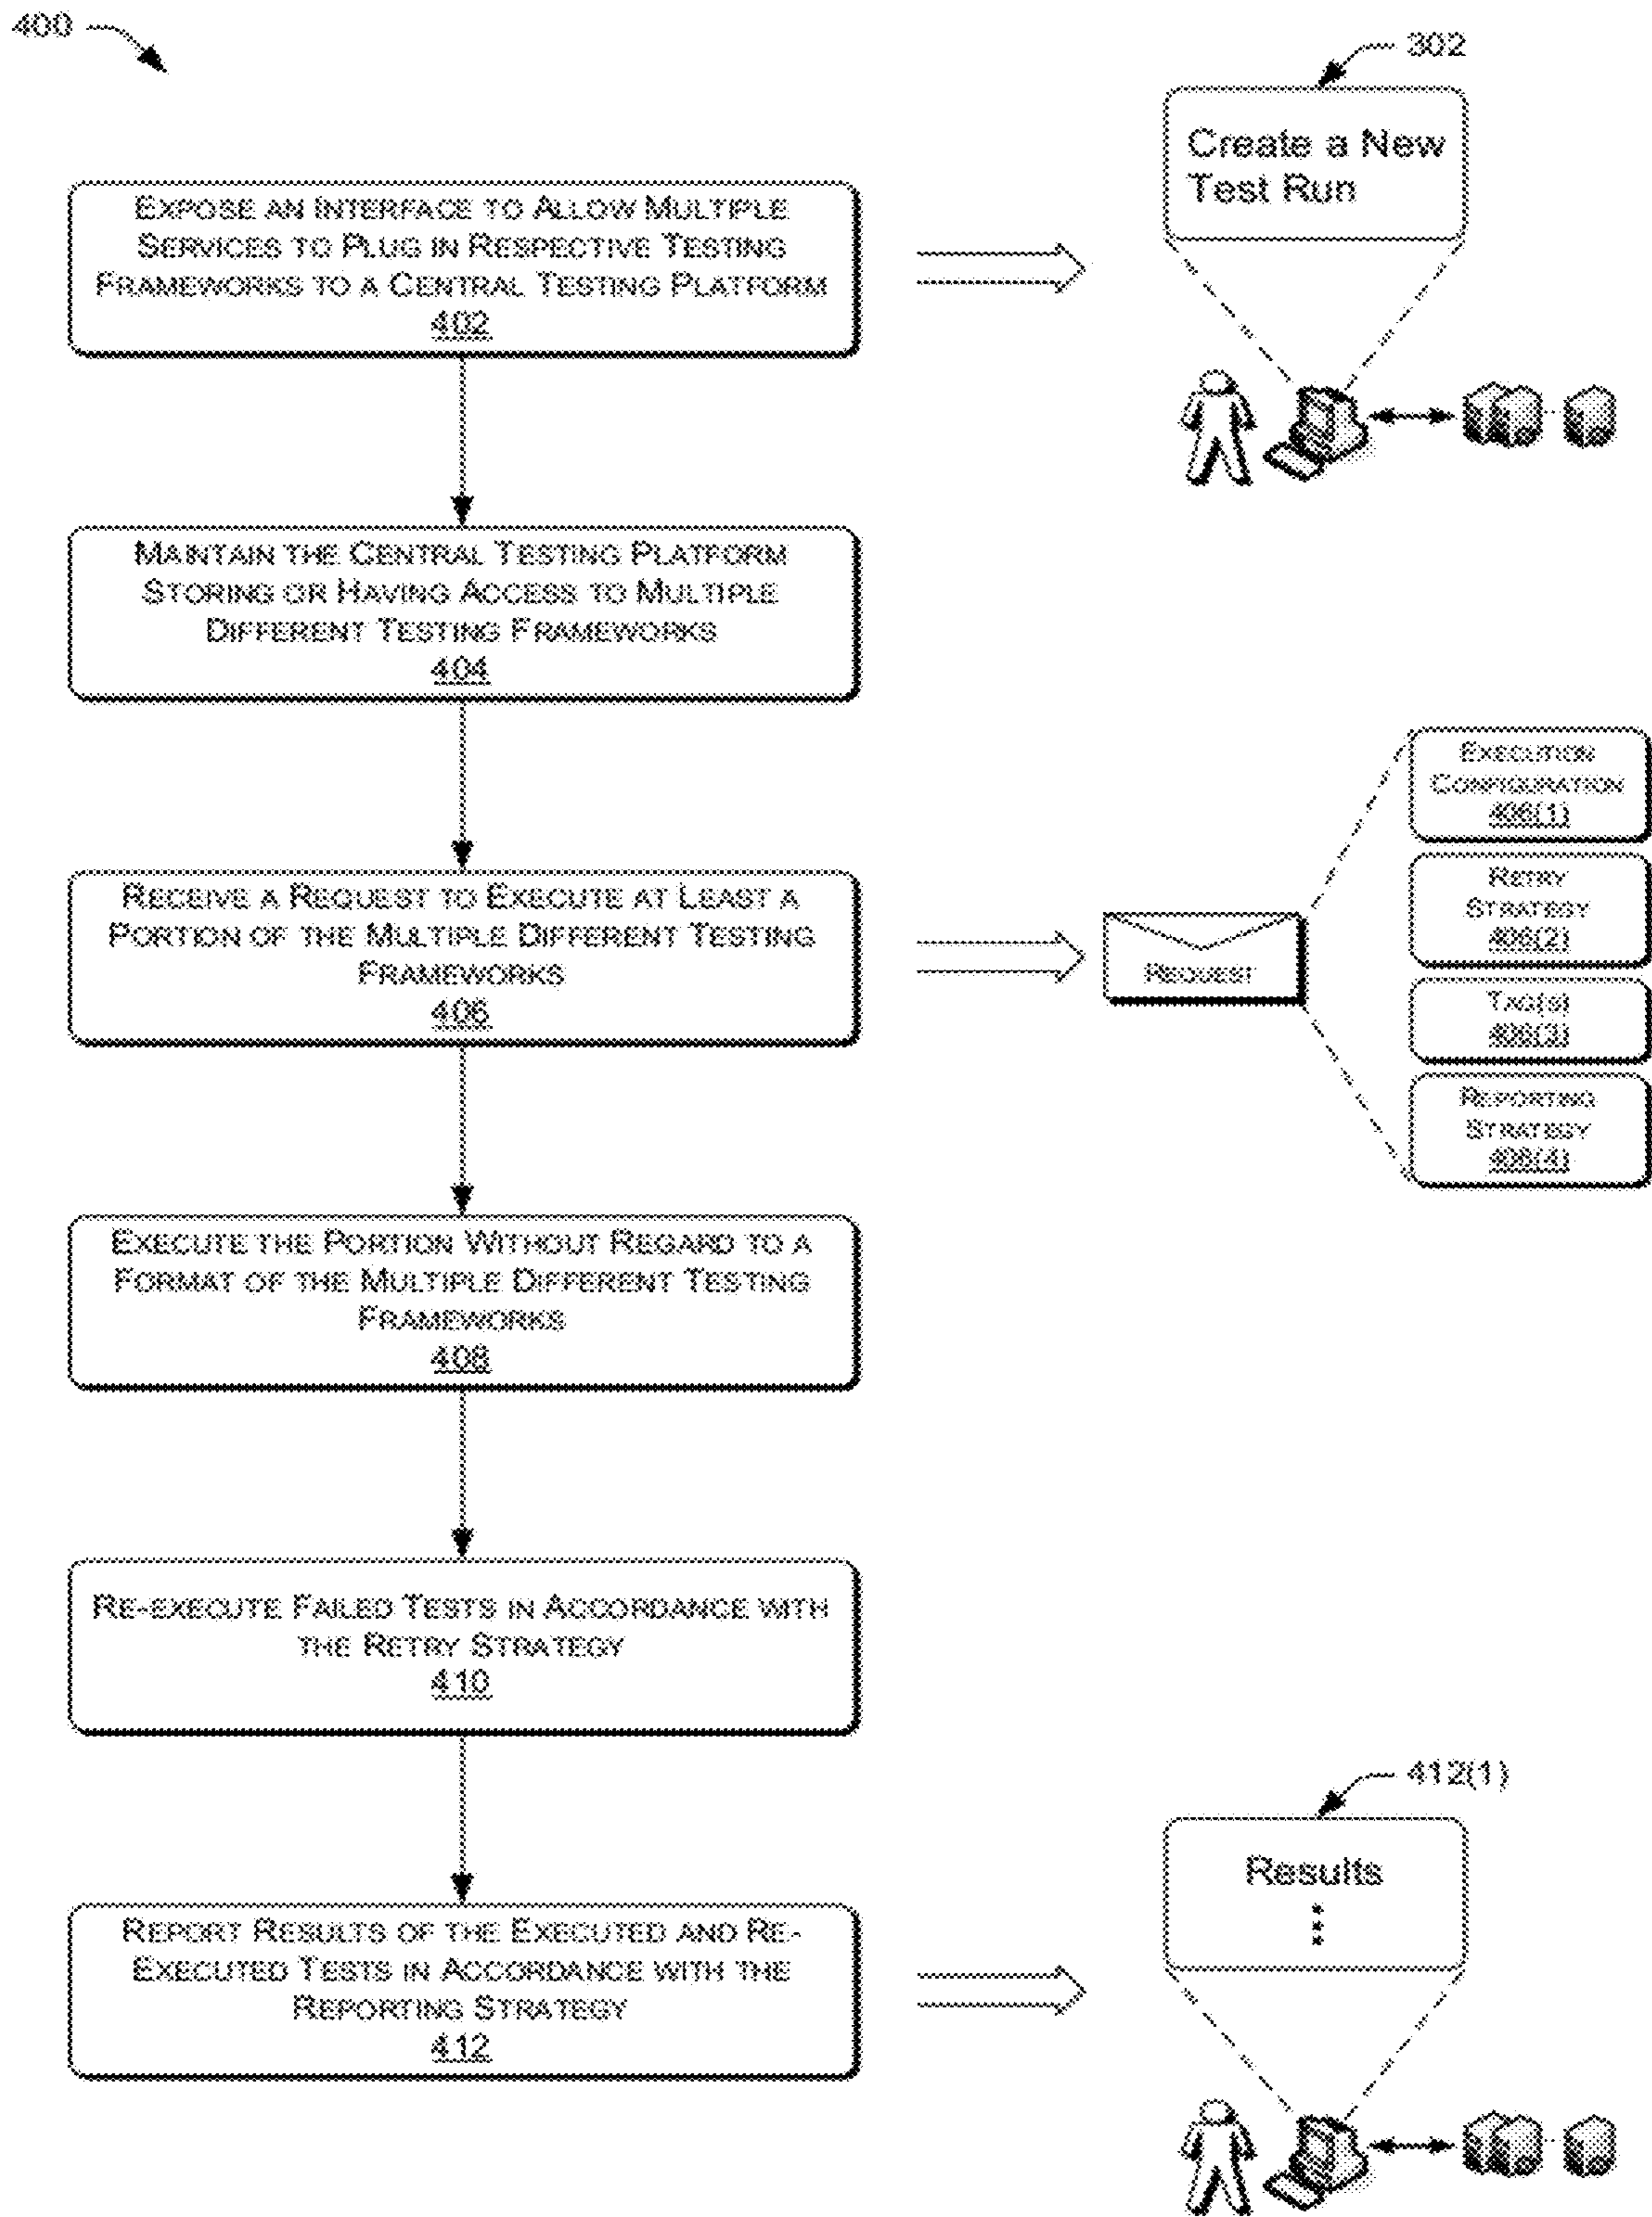 400
302
Create a New
Test Run
EXPOSE AN INTERFACE TO ALLOW MULTIPLE
SERVICES TO PLUG IN RESPECTIVE TESTING
FRAMEWORKS TO A CENTRAL TESTING PLATFORM
402
MAINTAIN THE CENTRAL TESTING PLATFORM
STORING OR HAVING ACCESS TO MULTIPLE
DIFFERENT TESTING FRAMEWORKS
404
RECEIVE A REQUEST TO EXECUTE AT LEAST A
PORTION OF THE MULTIPLE DIFFERENT TESTING
FRAMEWORKS
406
REQUEST
EXECUTION
CONFIGURATION
406(1)
RETRY
STRATEGY
406(2)
TAG(S)
406(3)
REPORTING
STRATEGY
406(4)
EXECUTE THE PORTION WITHOUT REGARD TO A
FORMAT OF THE MULTIPLE DIFFERENT TESTING
FRAMEWORKS
408
RE-EXECUTE FAILED TESTS IN ACCORDANCE WITH
THE RETRY STRATEGY
410
REPORT RESULTS OF THE EXECUTED AND RE-
EXECUTED TESTS IN ACCORDANCE WITH THE
REPORTING STRATEGY
412
412(1)
Results